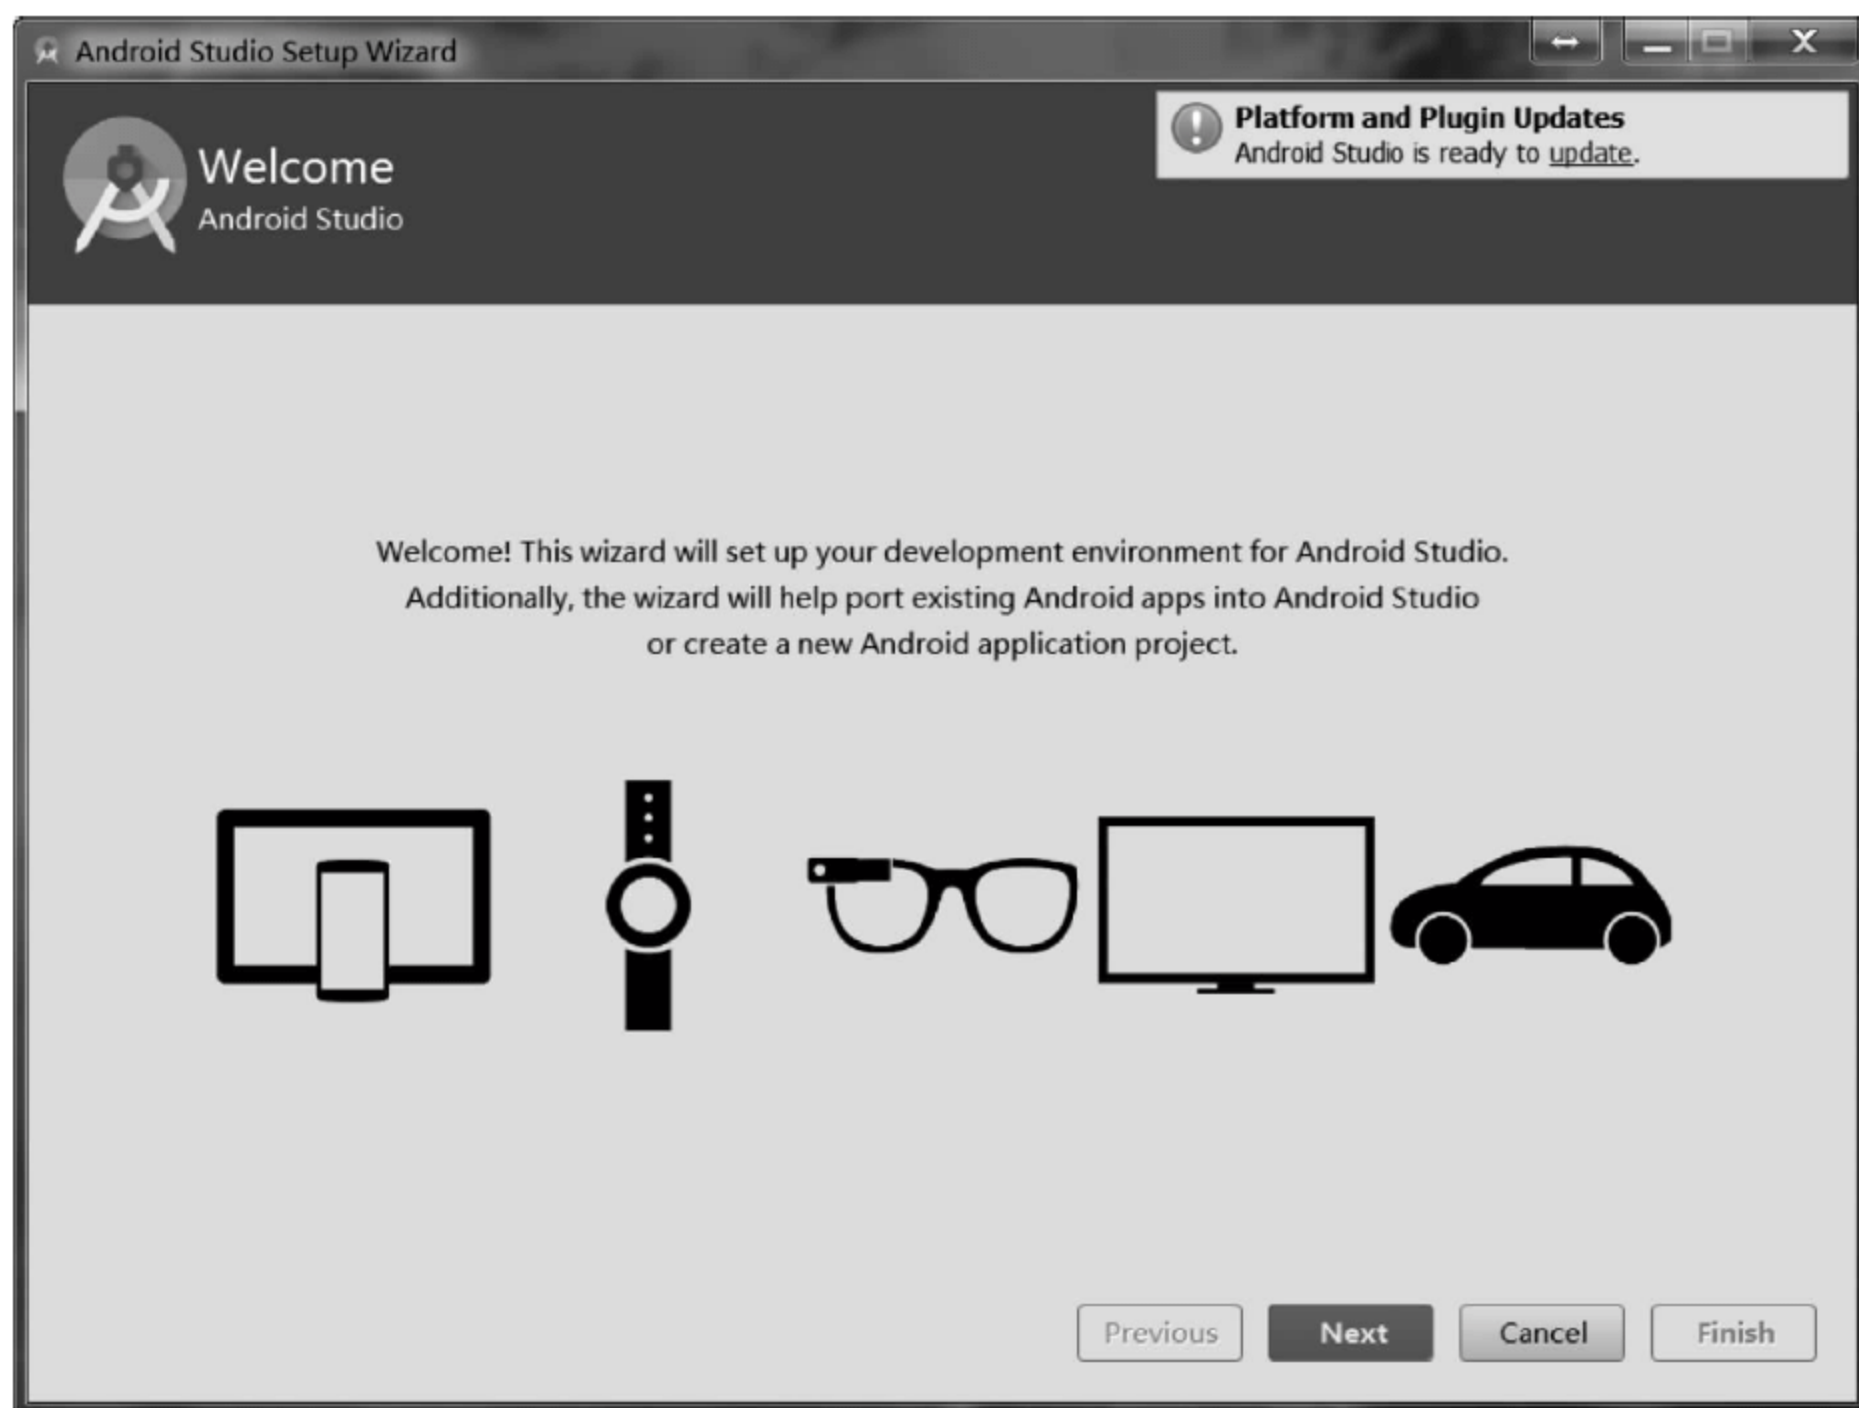 Android Studio Setup Wizard
Platform and Plugin Updates
Android Studio is ready to update.
Welcome
Android Studio
Welcome! This wizard will set up your development environment for Android Studio.
Additionally, the wizard will help port existing Android apps into Android Studio
or create a new Android application project.
Previous
Next
Cancel
Finish